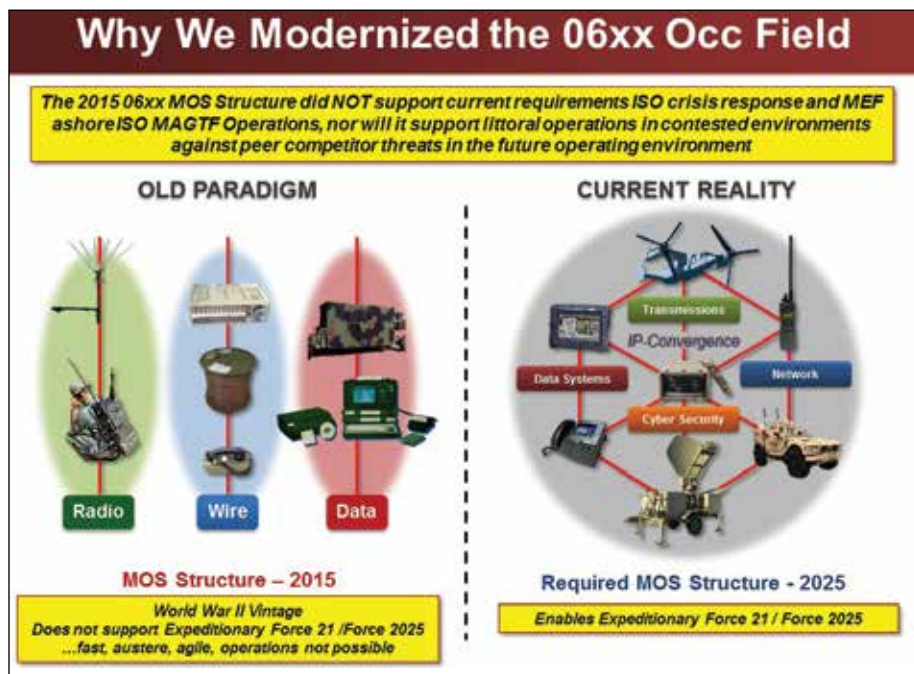 Why We Modernized the 06xx Occ Field
The 2015 06xx MOS Structure did NOT support current requirements ISO crisis response and MEF
ashore ISO MAGTF Operations, nor will it support littoral operations in contested environments
against peer competitor threats in the future operating environment
OLD PARADIGM
Radio
Wire
Data
MOS Structure – 2015
World War II Vintage
Does not support Expeditionary Force 21 /Force 2025
...fast, austere, agile, operations not possible
CURRENT REALITY
Transmissions
IP-Convergence
Data Systems
Network
Cyber Security
Required MOS Structure - 2025
Enables Expeditionary Force 21 / Force 2025